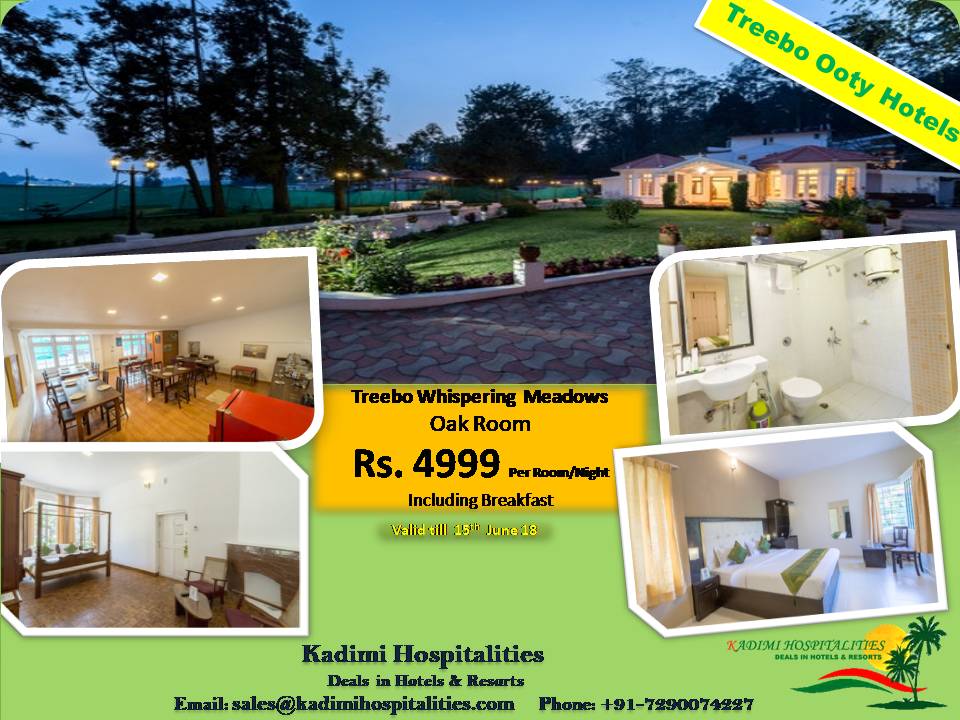 Treebo Ooty Hotels
Treebo Whispering Meadows
Oak Room
Rs. 4999 Per Room/Night
Including Breakfast
Valid till 15th June 18
KADIMI HOSPITALITIES
DEALS IN HOTELS & RESORTS
Kadimi Hospitalities
Deals in Hotels & Resorts
Email: sales@kadimihospitalities.com Phone: +91-7290074227